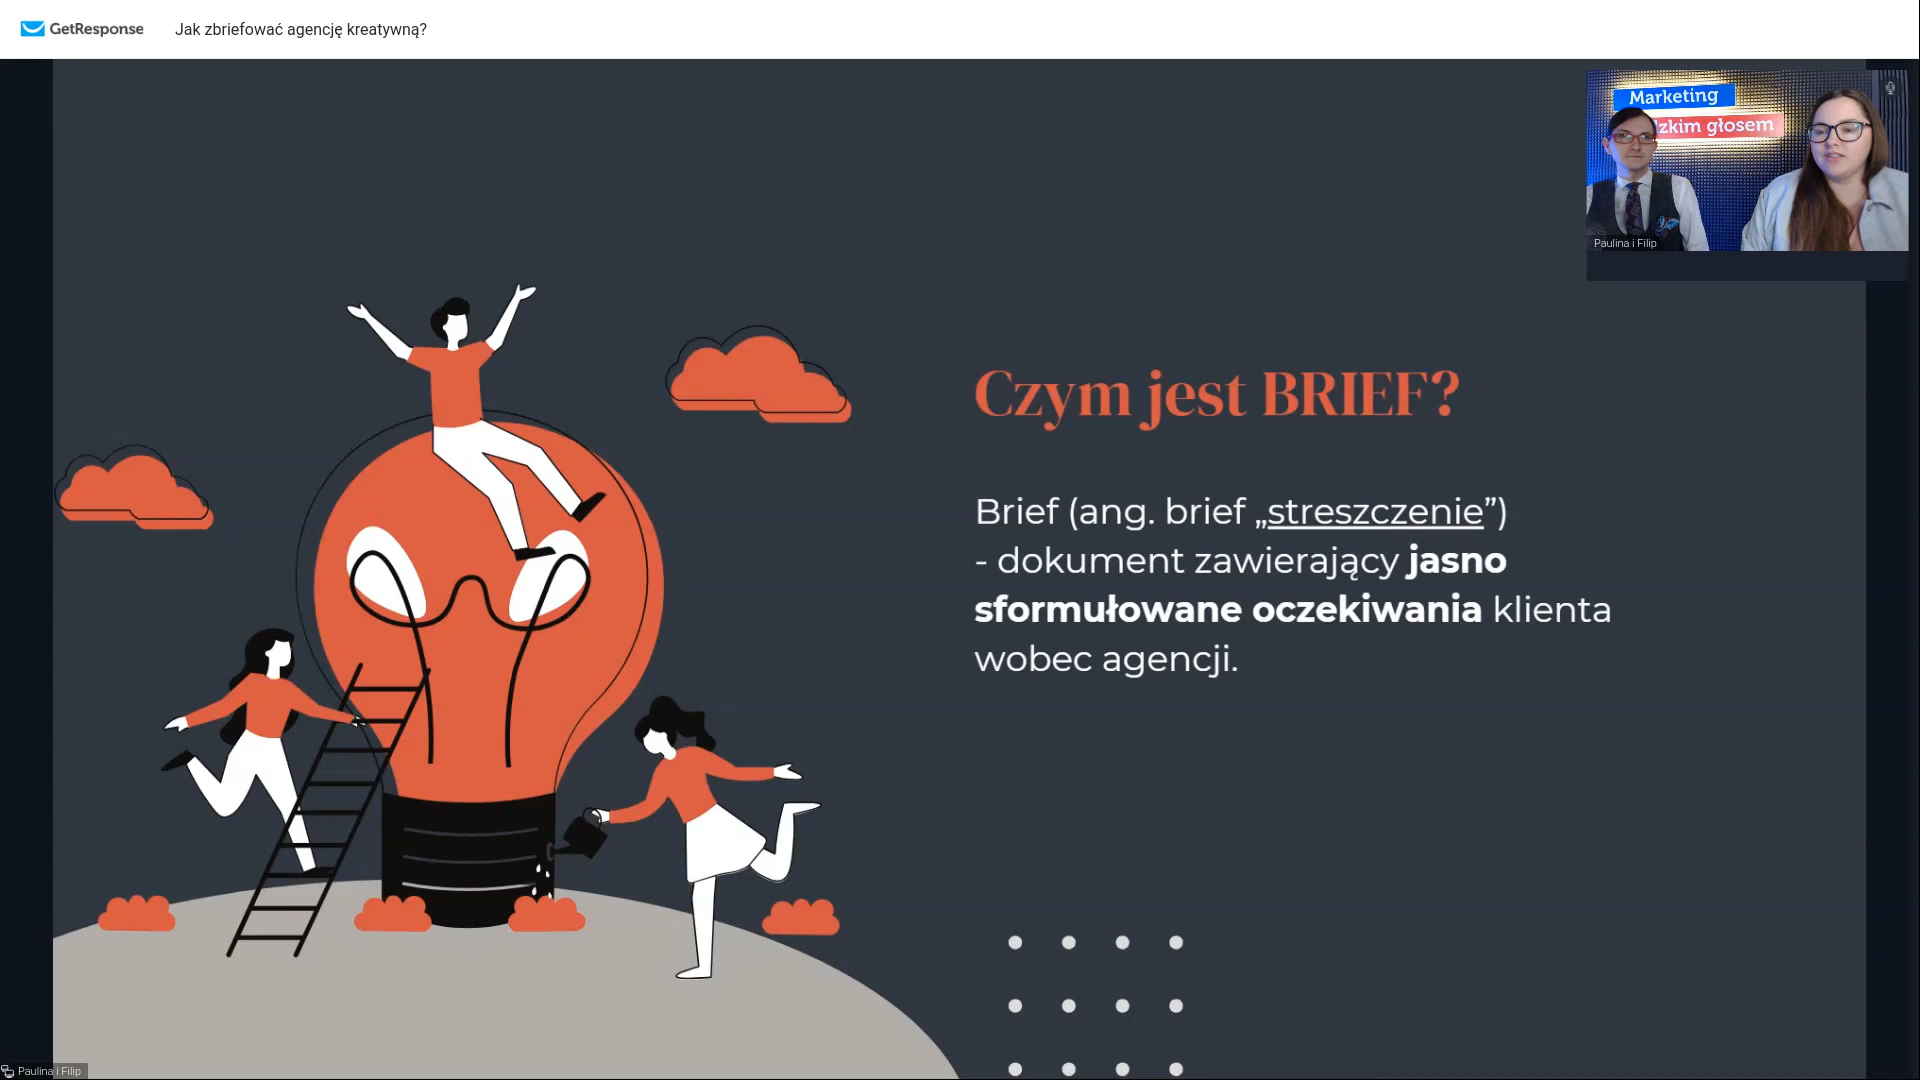 GetResponse
Jak zbriefować agencję kreatywną?
Marketing
zkim głosem
Paulina i Filip
Czym jest BRIEF?
Brief (ang. brief „streszczenie”)
- dokument zawierający jasno
sformułowane oczekiwania klienta
wobec agencji.
Paulina i Filip